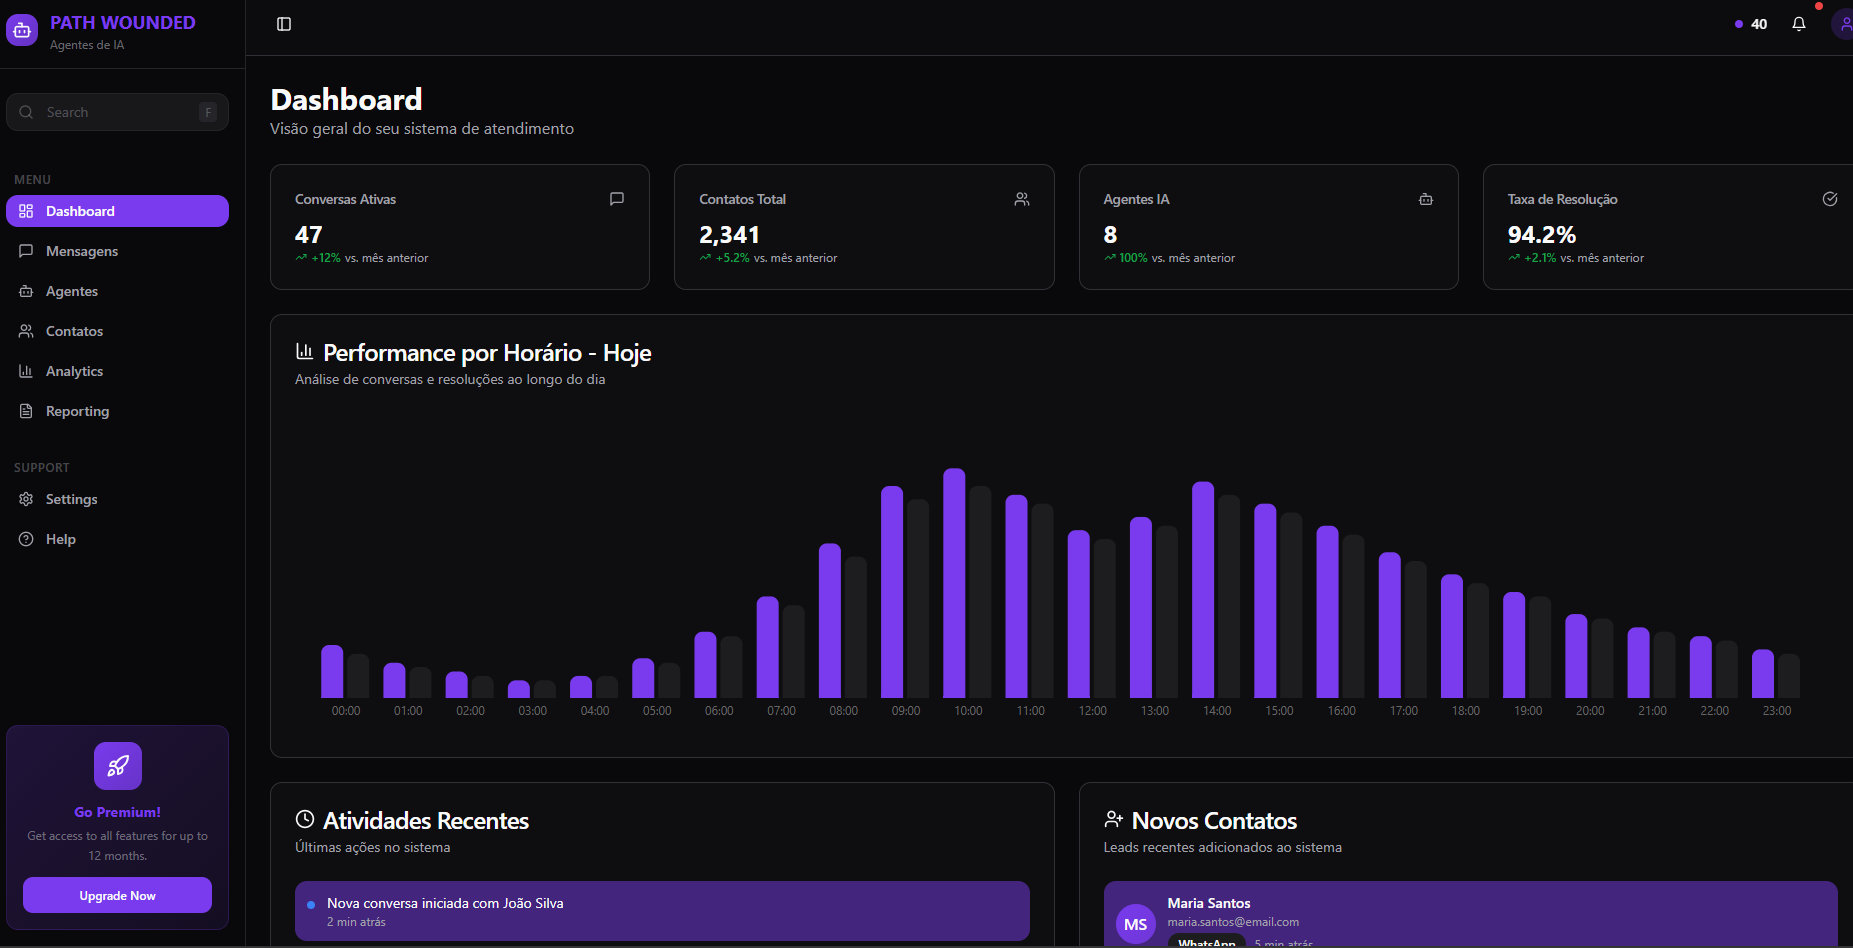 PATH WOUNDED
Agentes de IA
Search F
MENU
Dashboard
Mensagens
Agentes
Contatos
Analytics
Reporting
SUPPORT
Settings
Help
Go Premium!
Get access to all features for up to
12 months.
Upgrade Now
40
Dashboard
Visão geral do seu sistema de atendimento
Conversas Ativas
47
+12% vs. mês anterior
Contatos Total
2,341
+5.2% vs. mês anterior
Agentes IA
8
100% vs. mês anterior
Taxa de Resolução
94.2%
+2.1% vs. mês anterior
Performance por Horário - Hoje
Análise de conversas e resoluções ao longo do dia
00:00 01:00 02:00 03:00 04:00 05:00 06:00 07:00 08:00 09:00 10:00 11:00 12:00 13:00 14:00 15:00 16:00 17:00 18:00 19:00 20:00 21:00 22:00 23:00
Atividades Recentes
Últimas ações no sistema
Nova conversa iniciada com João Silva
2 min atrás
Novos Contatos
Leads recentes adicionados ao sistema
MS
Maria Santos
maria.santos@email.com
WhatsApp 5 min atrás